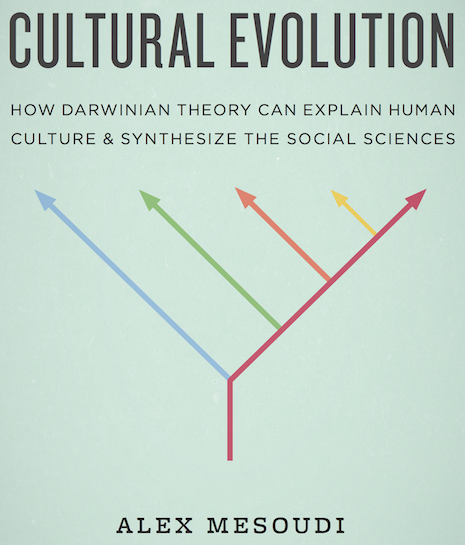 CULTURAL EVOLUTION
HOW DARWINIAN THEORY CAN EXPLAIN HUMAN
CULTURE & SYNTHESIZE THE SOCIAL SCIENCES
ALEX MESOUDI